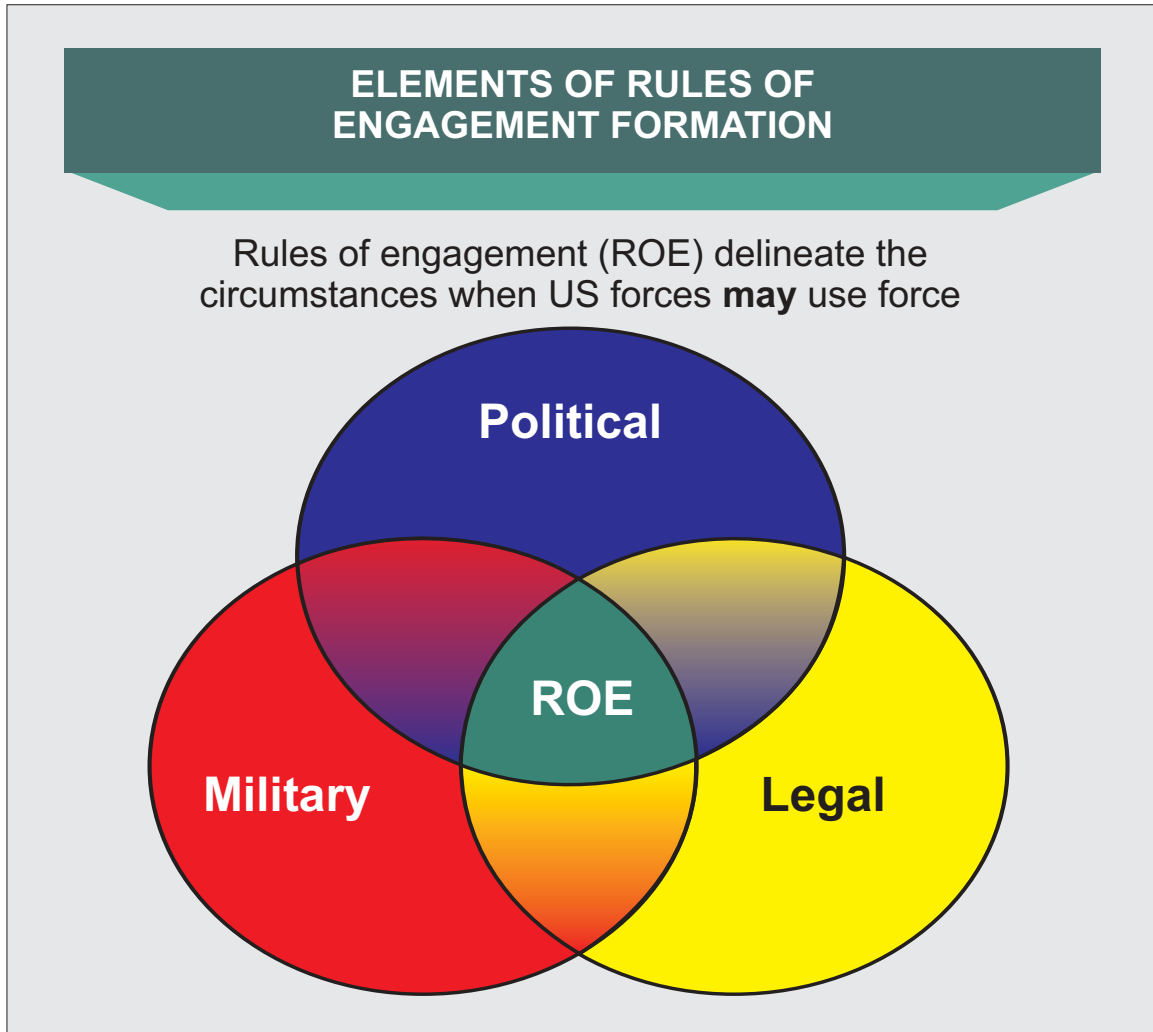 ELEMENTS OF RULES OF
ENGAGEMENT FORMATION
Rules of engagement (ROE) delineate the
circumstances when US forces may use force
Political
ROE
Military
Legal